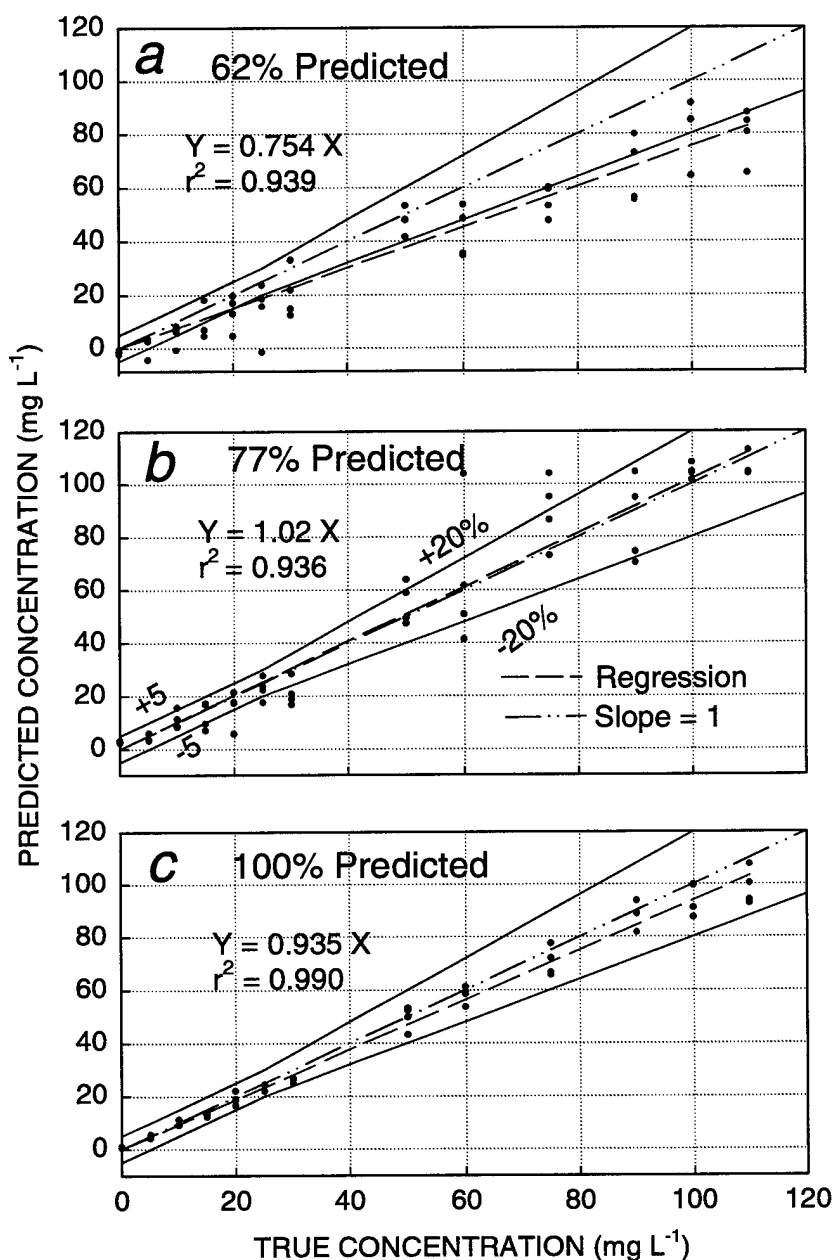 PREDICTED CONCENTRATION (mg L⁻¹)
120
100
80
60
40
20
0
a
62% Predicted
Y = 0.754 X
r² = 0.939
120
100
80
60
40
20
0
b
77% Predicted
Y = 1.02 X
r² = 0.936
+20%
-20%
+5
-5
Regression
Slope = 1
120
100
80
60
40
20
0
c
100% Predicted
Y = 0.935 X
r² = 0.990
0 20 40 60 80 100 120
TRUE CONCENTRATION (mg L⁻¹)